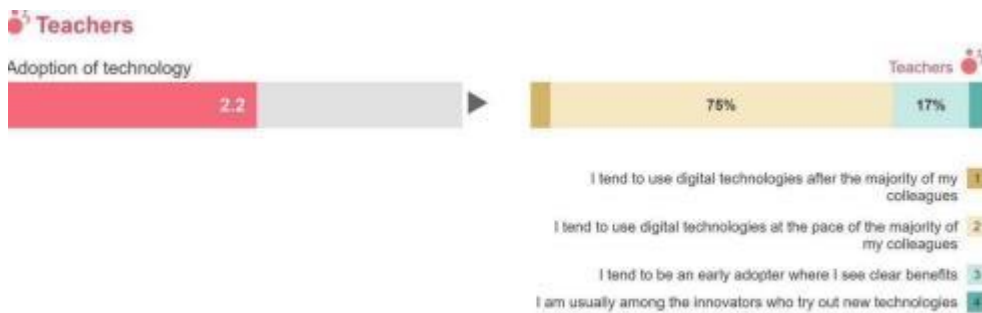 Teachers
Adoption of technology
Teachers
2.2
75%
17%
I tend to use digital technologies after the majority of my
colleagues
1
I tend to use digital technologies at the pace of the majority of
my colleagues
2
I tend to be an early adopter where I see clear benefits 3
I am usually among the innovators who try out new technologies 4